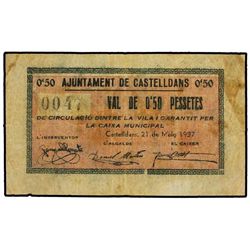 0'50 AJUNTAMENT DE CASTELLDANS 0'50
0047 VAL DE 0'50 PESSETES
DE CIRCULACIÓ DINTRE LA VILA I GARANTIT PER
LA CAIXA MUNICIPAL
Castelldans, 21 de Maig 1937
L'INTERVENTOR L'ALCALDE EL CAIXER